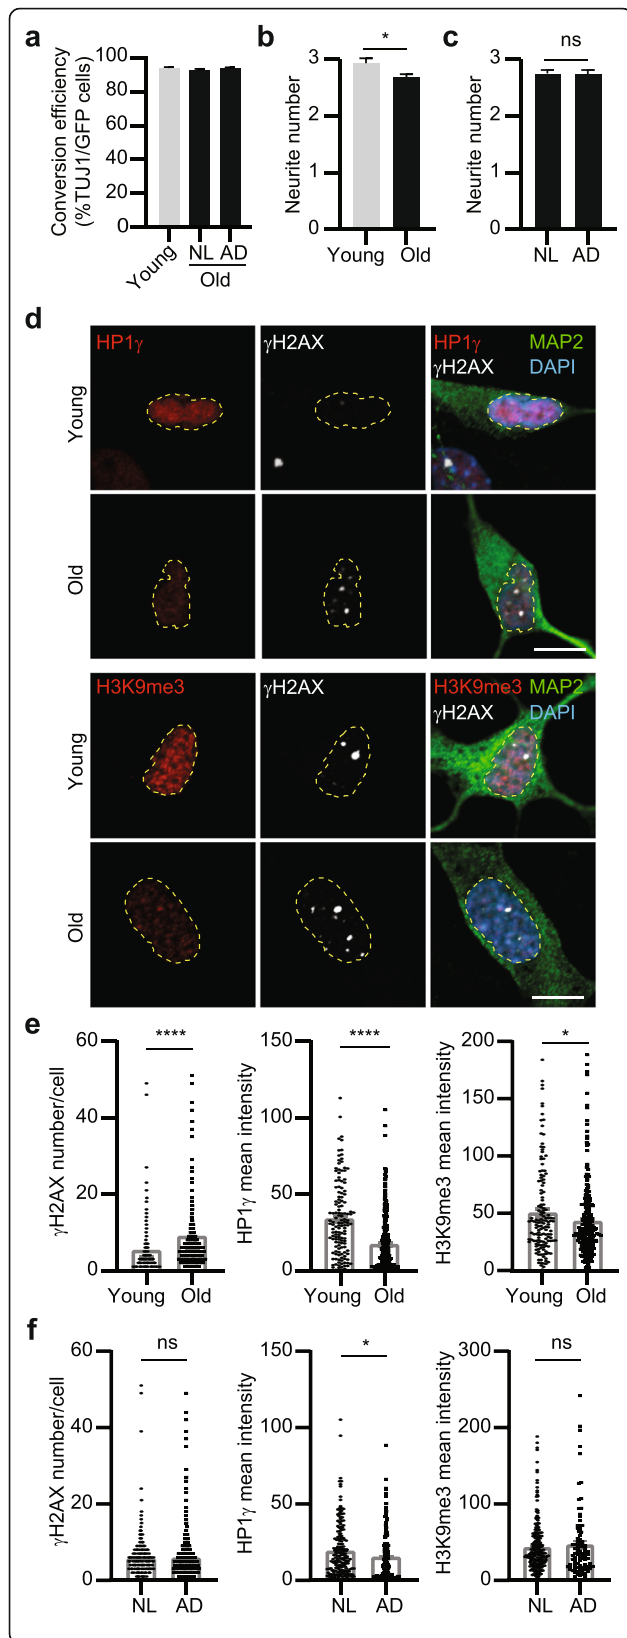 a
Conversion efficiency
(%TUJ1/GFP cells)
100
80
60
40
20
0
Young
NL AD
Old
b
Neurite number
3
2
1
0
*
Young Old
c
Neurite number
3
2
1
0
ns
NL AD
d
Young
HP1γ
γH2AX
HP1γ MAP2
γH2AX DAPI
Old
Young
H3K9me3
γH2AX
H3K9me3 MAP2
γH2AX DAPI
Old
e
γH2AX number/cell
60
40
20
0
****
Young Old
HP1γ mean intensity
150
100
50
0
****
Young Old
H3K9me3 mean intensity
200
150
100
50
0
*
Young Old
f
γH2AX number/cell
60
40
20
0
ns
NL AD
HP1γ mean intensity
150
100
50
0
*
NL AD
H3K9me3 mean intensity
300
200
100
0
ns
NL AD